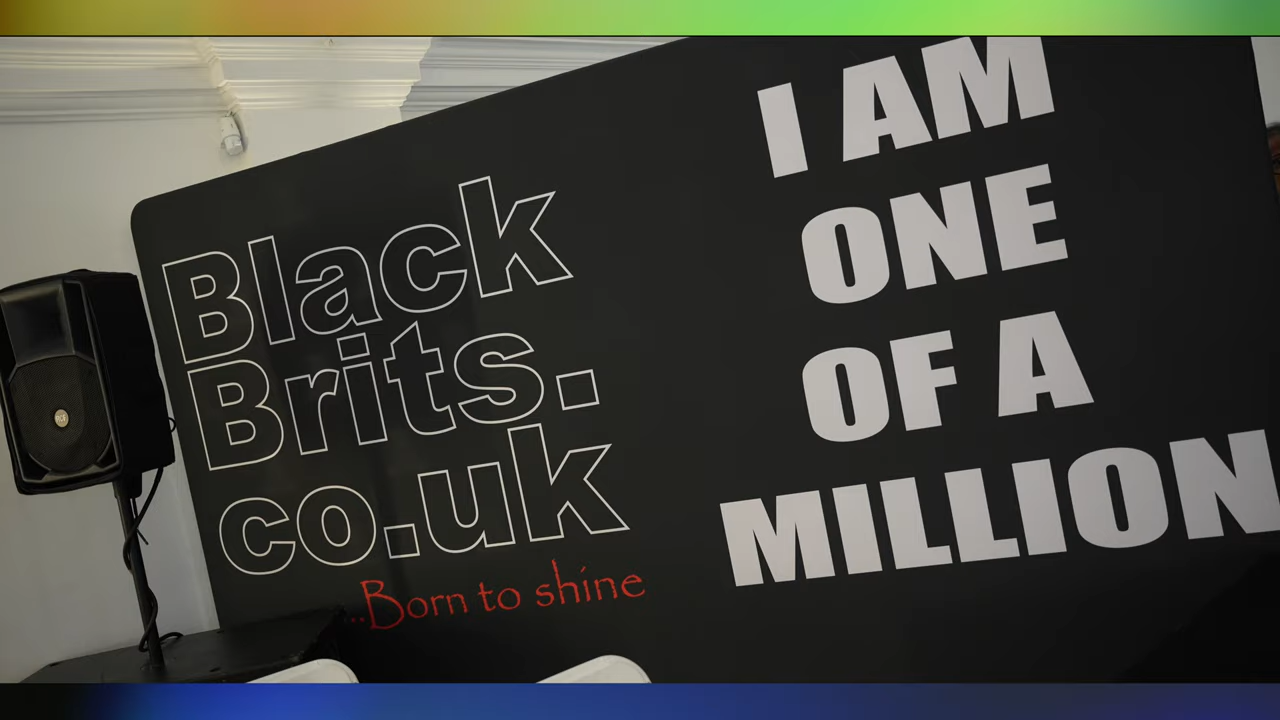 Black
Brits.
co.uk
...Born to shine
I AM
ONE
OF A
MILLION